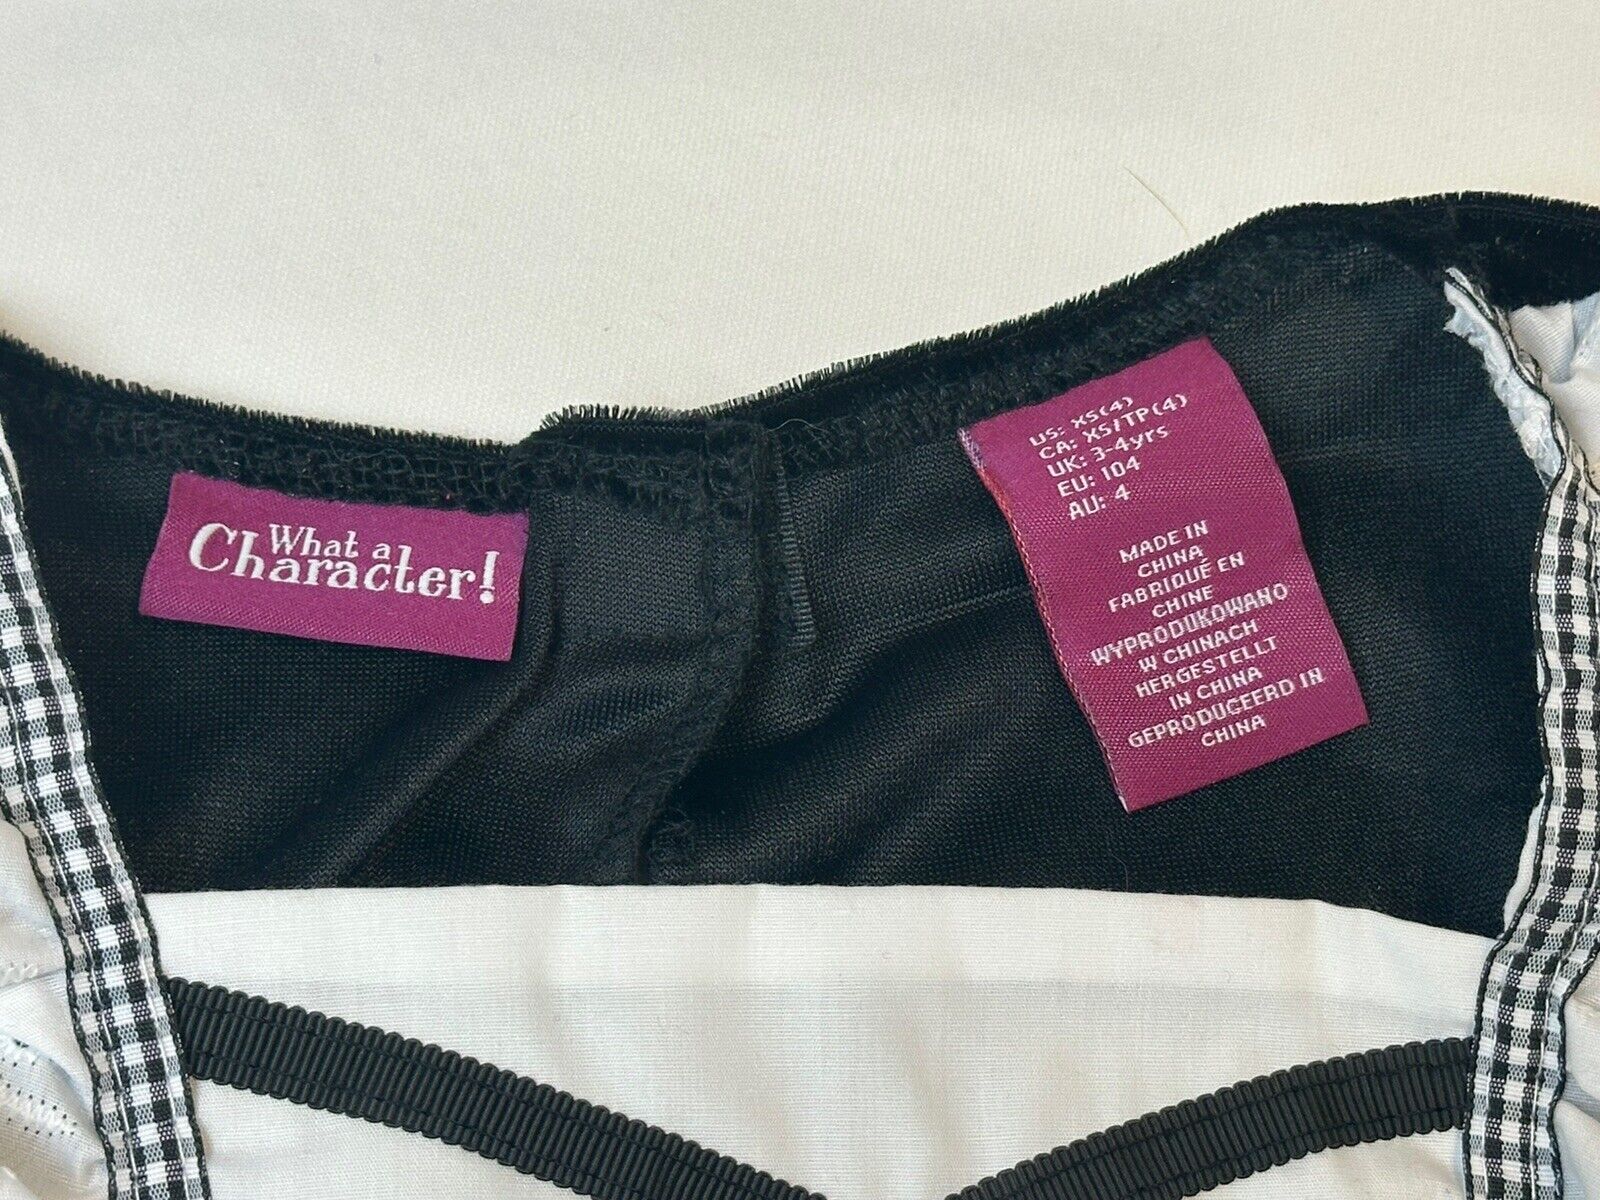 What a
Character!
US: XS(4)
CA: XS/TP(4)
UK: 3-4yrs
EU: 104
AU: 4
MADE IN
CHINA
FABRIQUÉ EN
CHINE
WYPRODUKOWANO
W CHINACH
HERGESTELLT
IN CHINA
GEPRODUCEERD IN
CHINA